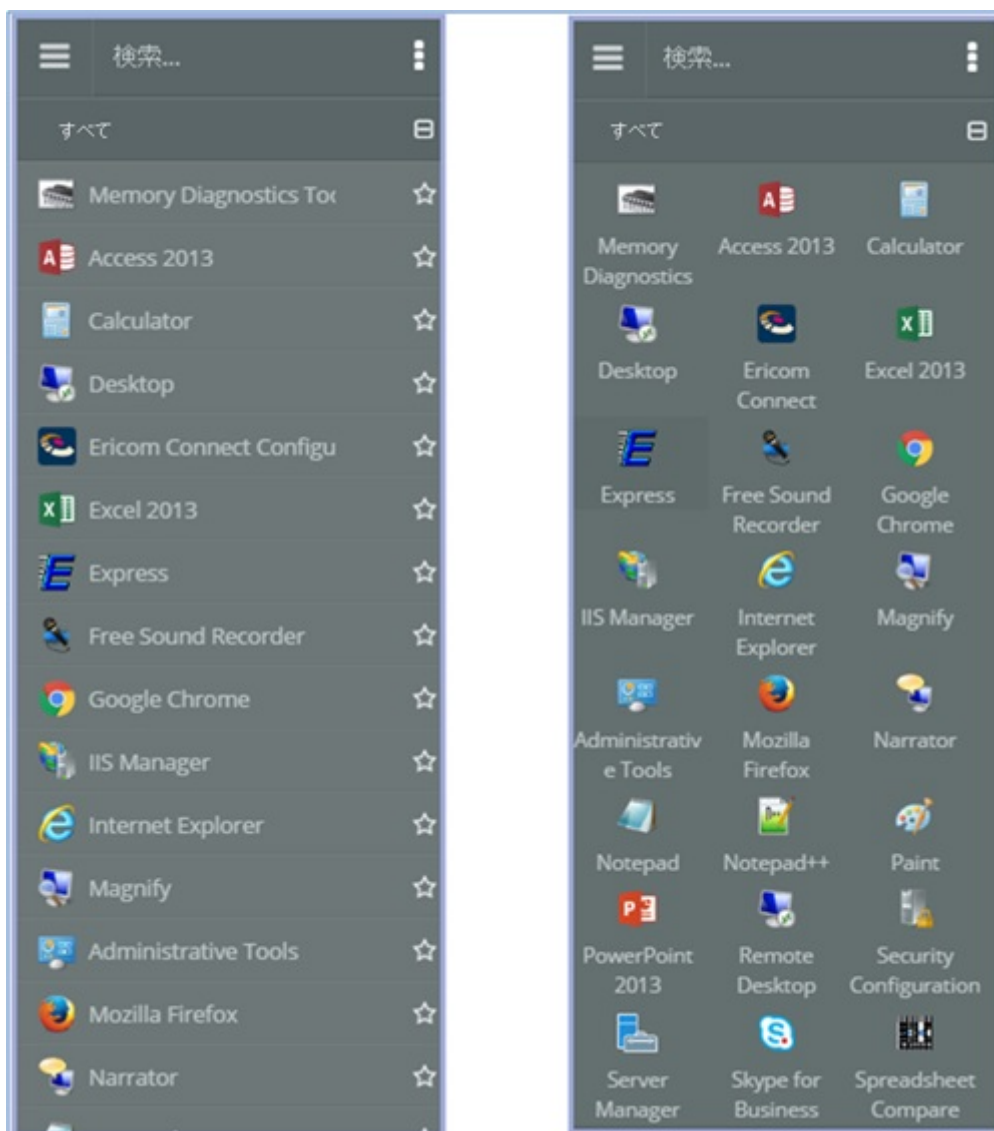 検索...
すべて
Memory Diagnostics Too
Access 2013
Calculator
Desktop
Ericom Connect Configu
Excel 2013
Express
Free Sound Recorder
Google Chrome
IIS Manager
Internet Explorer
Magnify
Administrative Tools
Mozilla Firefox
Narrator
検索...
すべて
Memory Access 2013 Calculator
Diagnostics
Desktop Ericom Excel 2013
Connect
Express Free Sound Google
Recorder Chrome
IIS Manager Internet Magnify
Explorer
Administrativ Mozilla Narrator
e Tools Firefox
Notepad Notepad++ Paint
PowerPoint Remote Security
2013 Desktop Configuration
Server Skype for Spreadsheet
Manager Business Compare